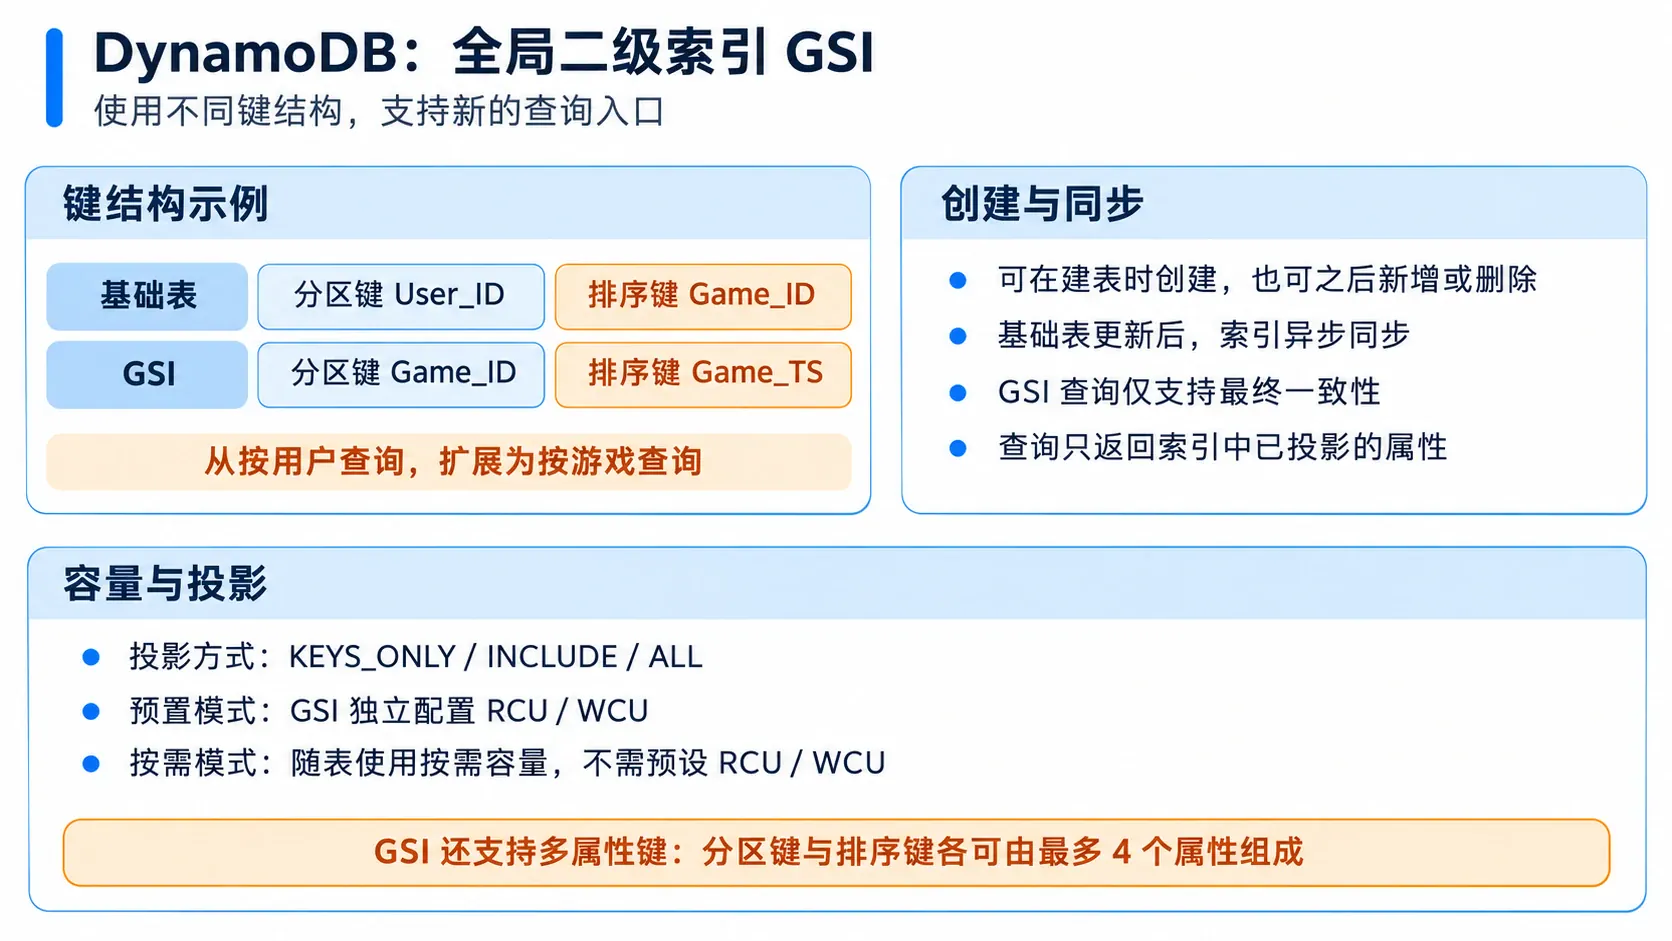 DynamoDB：全局二级索引 GSI
使用不同键结构，支持新的查询入口
键结构示例
基础表 分区键 User_ID 排序键 Game_ID
GSI 分区键 Game_ID 排序键 Game_TS
从按用户查询，扩展为按游戏查询
创建与同步
可在建表时创建，也可之后新增或删除
基础表更新后，索引异步同步
GSI 查询仅支持最终一致性
查询只返回索引中已投影的属性
容量与投影
投影方式：KEYS_ONLY / INCLUDE / ALL
预置模式：GSI 独立配置 RCU / WCU
按需模式：随表使用按需容量，不需预设 RCU / WCU
GSI 还支持多属性键：分区键与排序键各可由最多 4 个属性组成